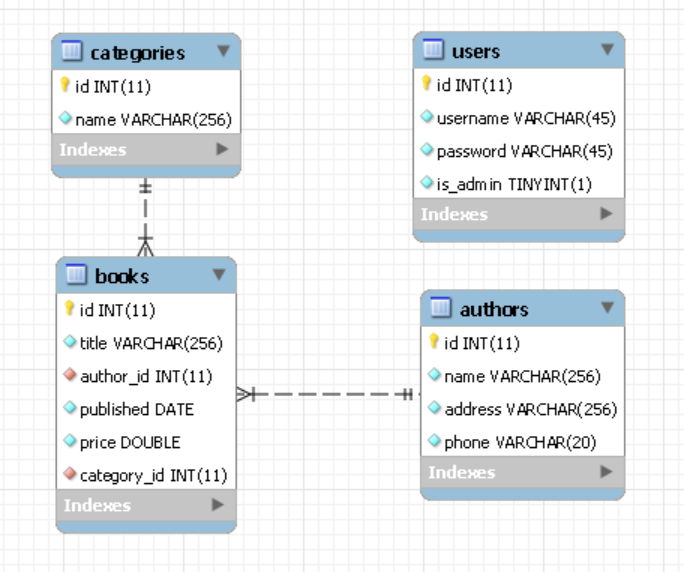 categories
id INT(11)
name VARCHAR(256)
Indexes
users
id INT(11)
username VARCHAR(45)
password VARCHAR(45)
is_admin TINYINT(1)
Indexes
books
id INT(11)
title VARCHAR(256)
author_id INT(11)
published DATE
price DOUBLE
category_id INT(11)
Indexes
authors
id INT(11)
name VARCHAR(256)
address VARCHAR(256)
phone VARCHAR(20)
Indexes